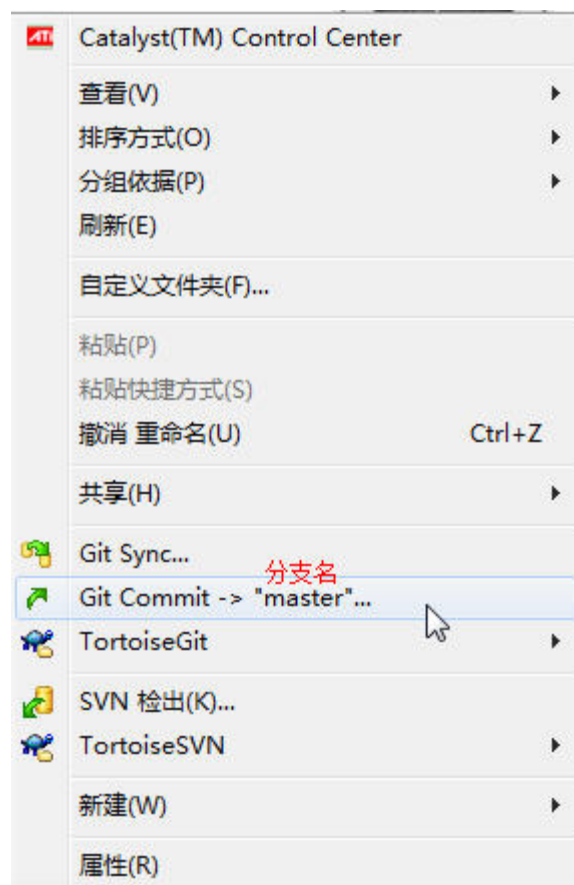 ATI Catalyst(TM) Control Center
查看(V)
排序方式(O)
分组依据(P)
刷新(E)
自定义文件夹(F)...
粘贴(P)
粘贴快捷方式(S)
撤消 重命名(U) Ctrl+Z
共享(H)
Git Sync...
分支名
Git Commit -> "master"...
TortoiseGit
SVN 检出(K)...
TortoiseSVN
新建(W)
属性(R)